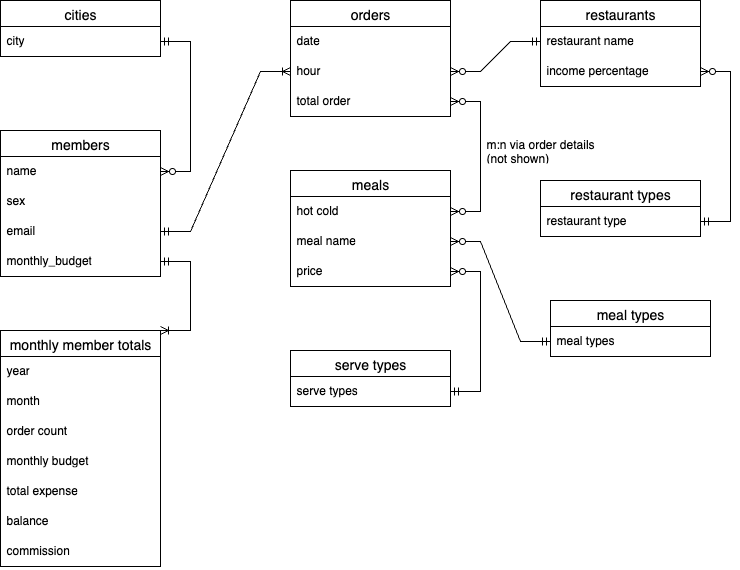 cities
city
members
name
sex
email
monthly_budget
monthly member totals
year
month
order count
monthly budget
total expense
balance
commission
orders
date
hour
total order
m:n via order details
(not shown)
meals
hot cold
meal name
price
serve types
serve types
restaurants
restaurant name
income percentage
restaurant types
restaurant type
meal types
meal types